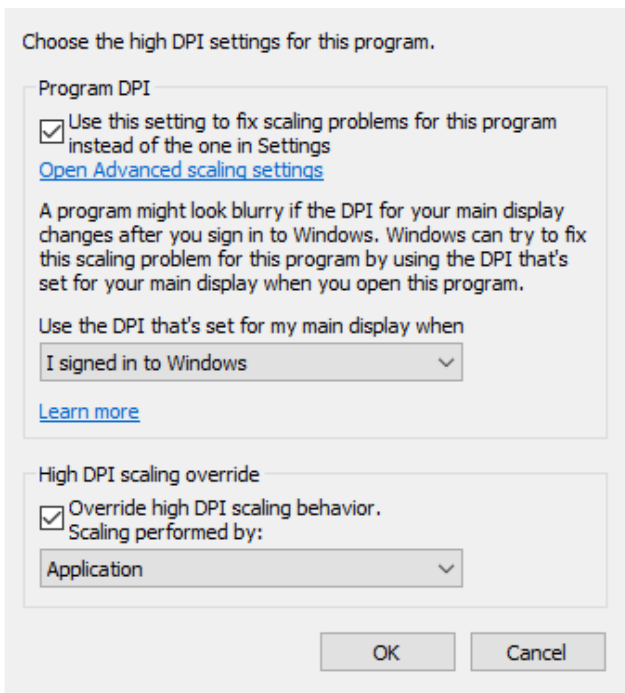 Choose the high DPI settings for this program.
Program DPI
Use this setting to fix scaling problems for this program
instead of the one in Settings
Open Advanced scaling settings
A program might look blurry if the DPI for your main display
changes after you sign in to Windows. Windows can try to fix
this scaling problem for this program by using the DPI that's
set for your main display when you open this program.
Use the DPI that's set for my main display when
I signed in to Windows
Learn more
High DPI scaling override
Override high DPI scaling behavior.
Scaling performed by:
Application
OK Cancel